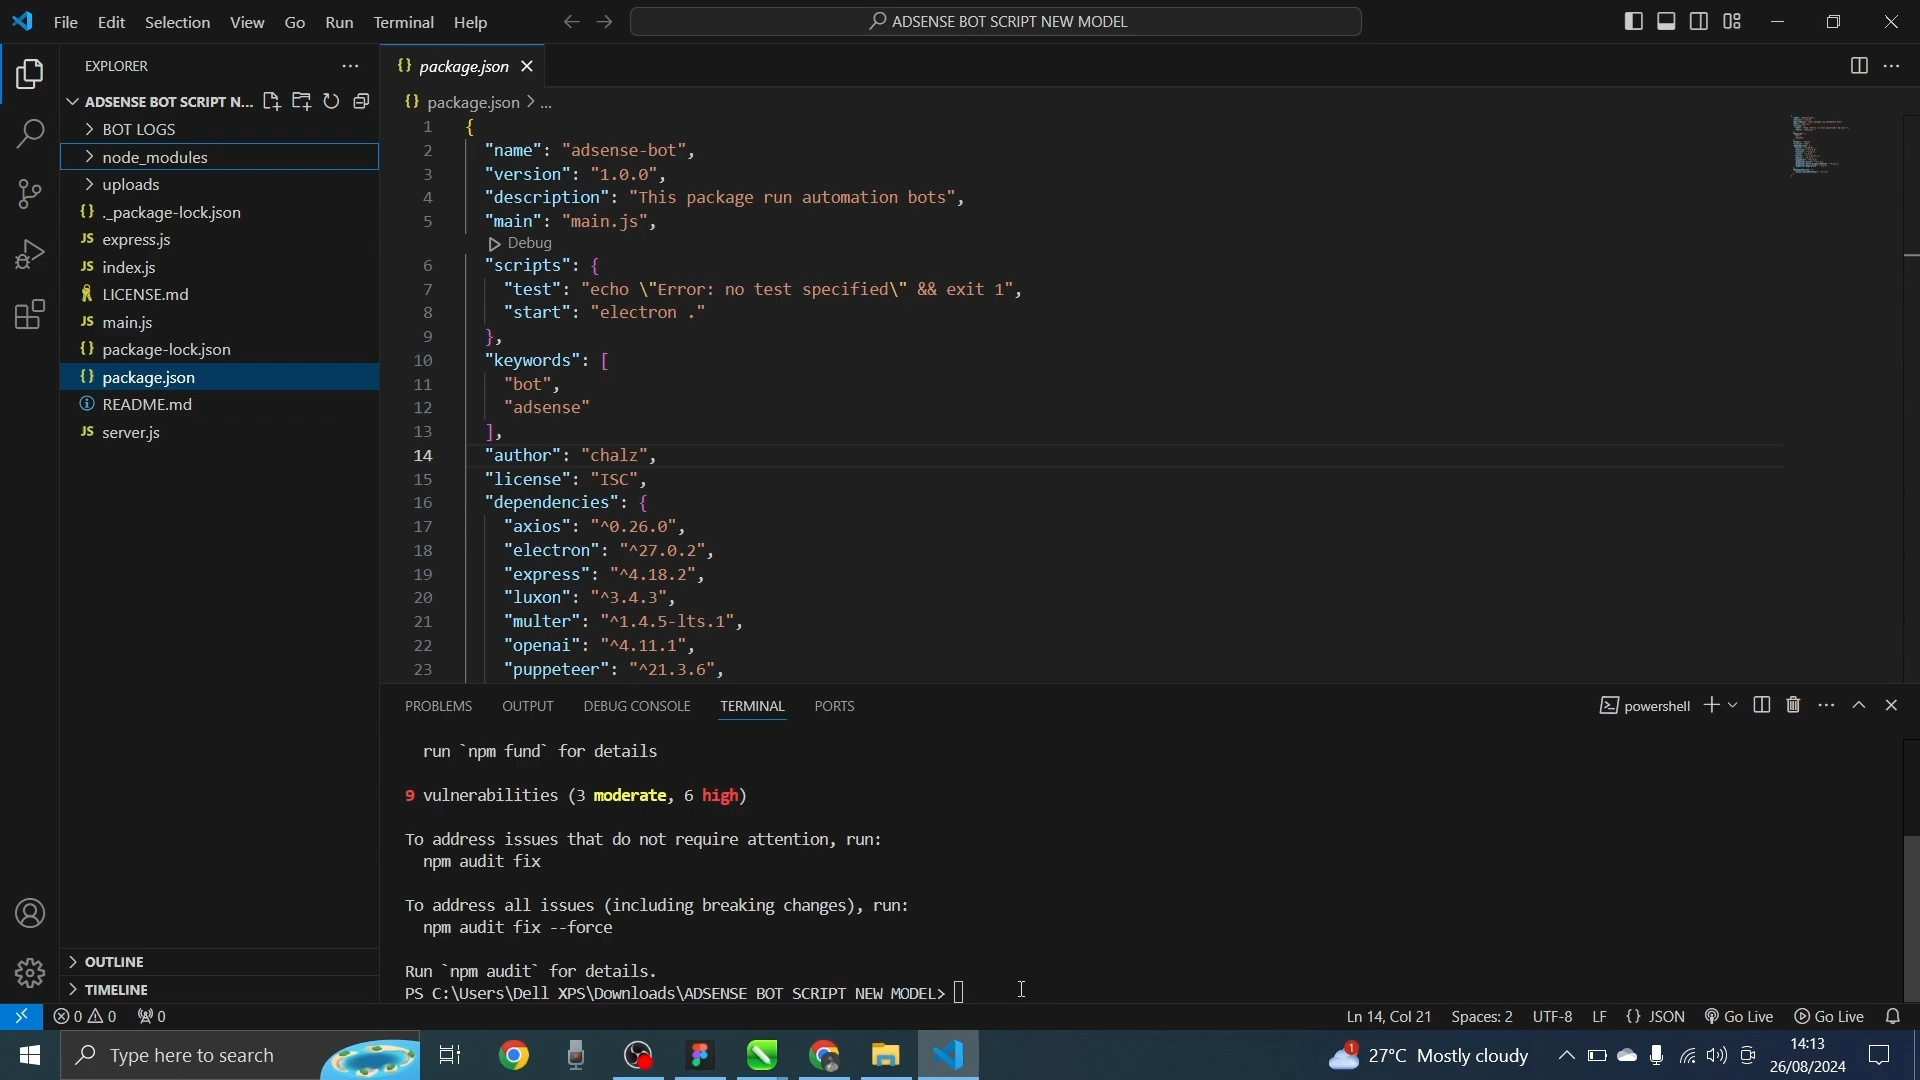 File Edit Selection View Go Run Terminal Help
ADSENSE BOT SCRIPT NEW MODEL
EXPLORER
ADSENSE BOT SCRIPT N...
BOT LOGS
node_modules
uploads
._package-lock.json
express.js
index.js
LICENSE.md
main.js
package-lock.json
package.json
README.md
server.js
OUTLINE
TIMELINE
package.json
package.json > ...
1 {
2 "name": "adsense-bot",
3 "version": "1.0.0",
4 "description": "This package run automation bots",
5 "main": "main.js",
Debug
6 "scripts": {
7 "test": "echo \"Error: no test specified\" && exit 1",
8 "start": "electron ."
9 },
10 "keywords": [
11 "bot",
12 "adsense"
13 ],
14 "author": "chalz",
15 "license": "ISC",
16 "dependencies": {
17 "axios": "^0.26.0",
18 "electron": "^27.0.2",
19 "express": "^4.18.2",
20 "luxon": "^3.4.3",
21 "multer": "^1.4.5-lts.1",
22 "openai": "^4.11.1",
23 "puppeteer": "^21.3.6",
PROBLEMS OUTPUT DEBUG CONSOLE TERMINAL PORTS
powershell
run `npm fund` for details
9 vulnerabilities (3 moderate, 6 high)
To address issues that do not require attention, run:
npm audit fix
To address all issues (including breaking changes), run:
npm audit fix --force
Run `npm audit` for details.
PS C:\Users\Dell XPS\Downloads\ADSENSE BOT SCRIPT NEW MODEL>
0 0 0
Ln 14, Col 21 Spaces: 2 UTF-8 LF {} JSON Go Live Go Live
Type here to search
1
27°C Mostly cloudy
14:13
26/08/2024